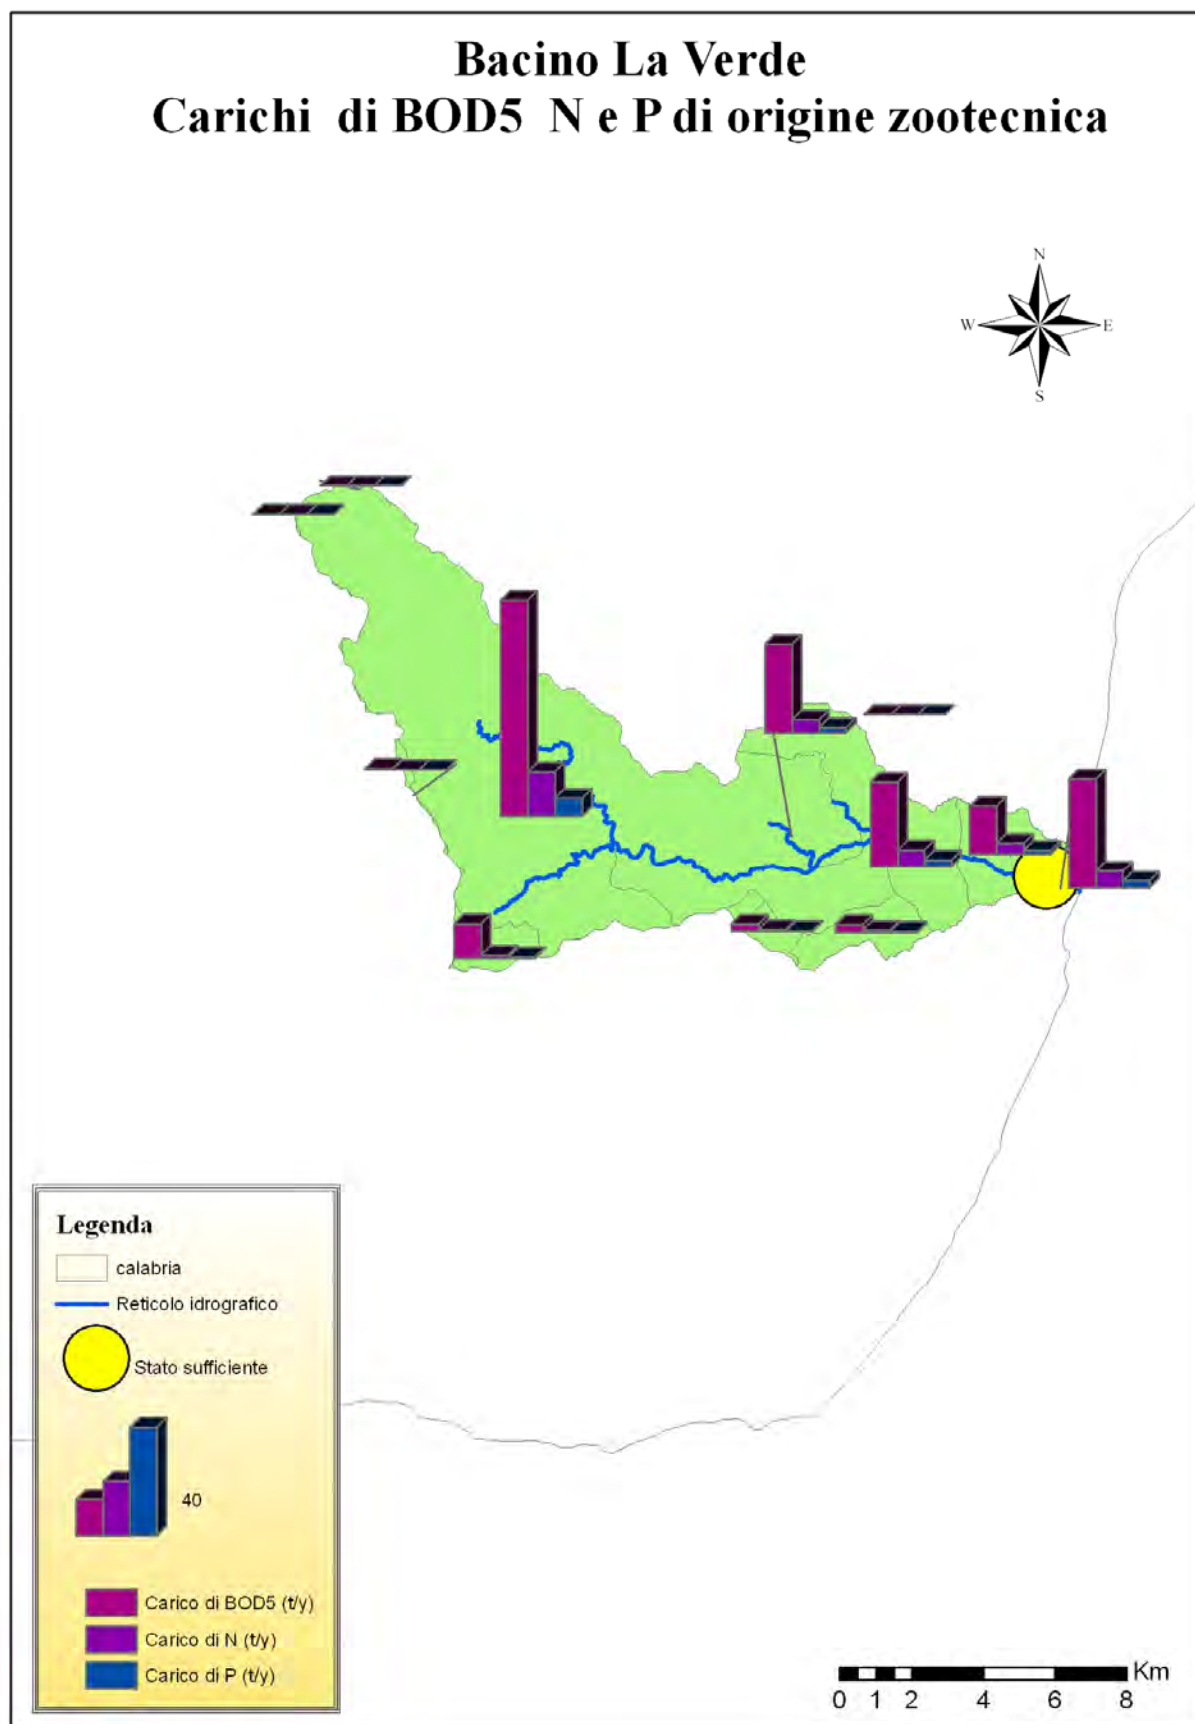 Bacino La Verde
Carichi di BOD5 N e P di origine zootecnica
N
W
E
S
Legenda
calabria
Reticolo idrografico
Stato sufficiente
40
Carico di BOD5 (t/y)
Carico di N (t/y)
Carico di P (t/y)
Km
0 1 2 4 6 8